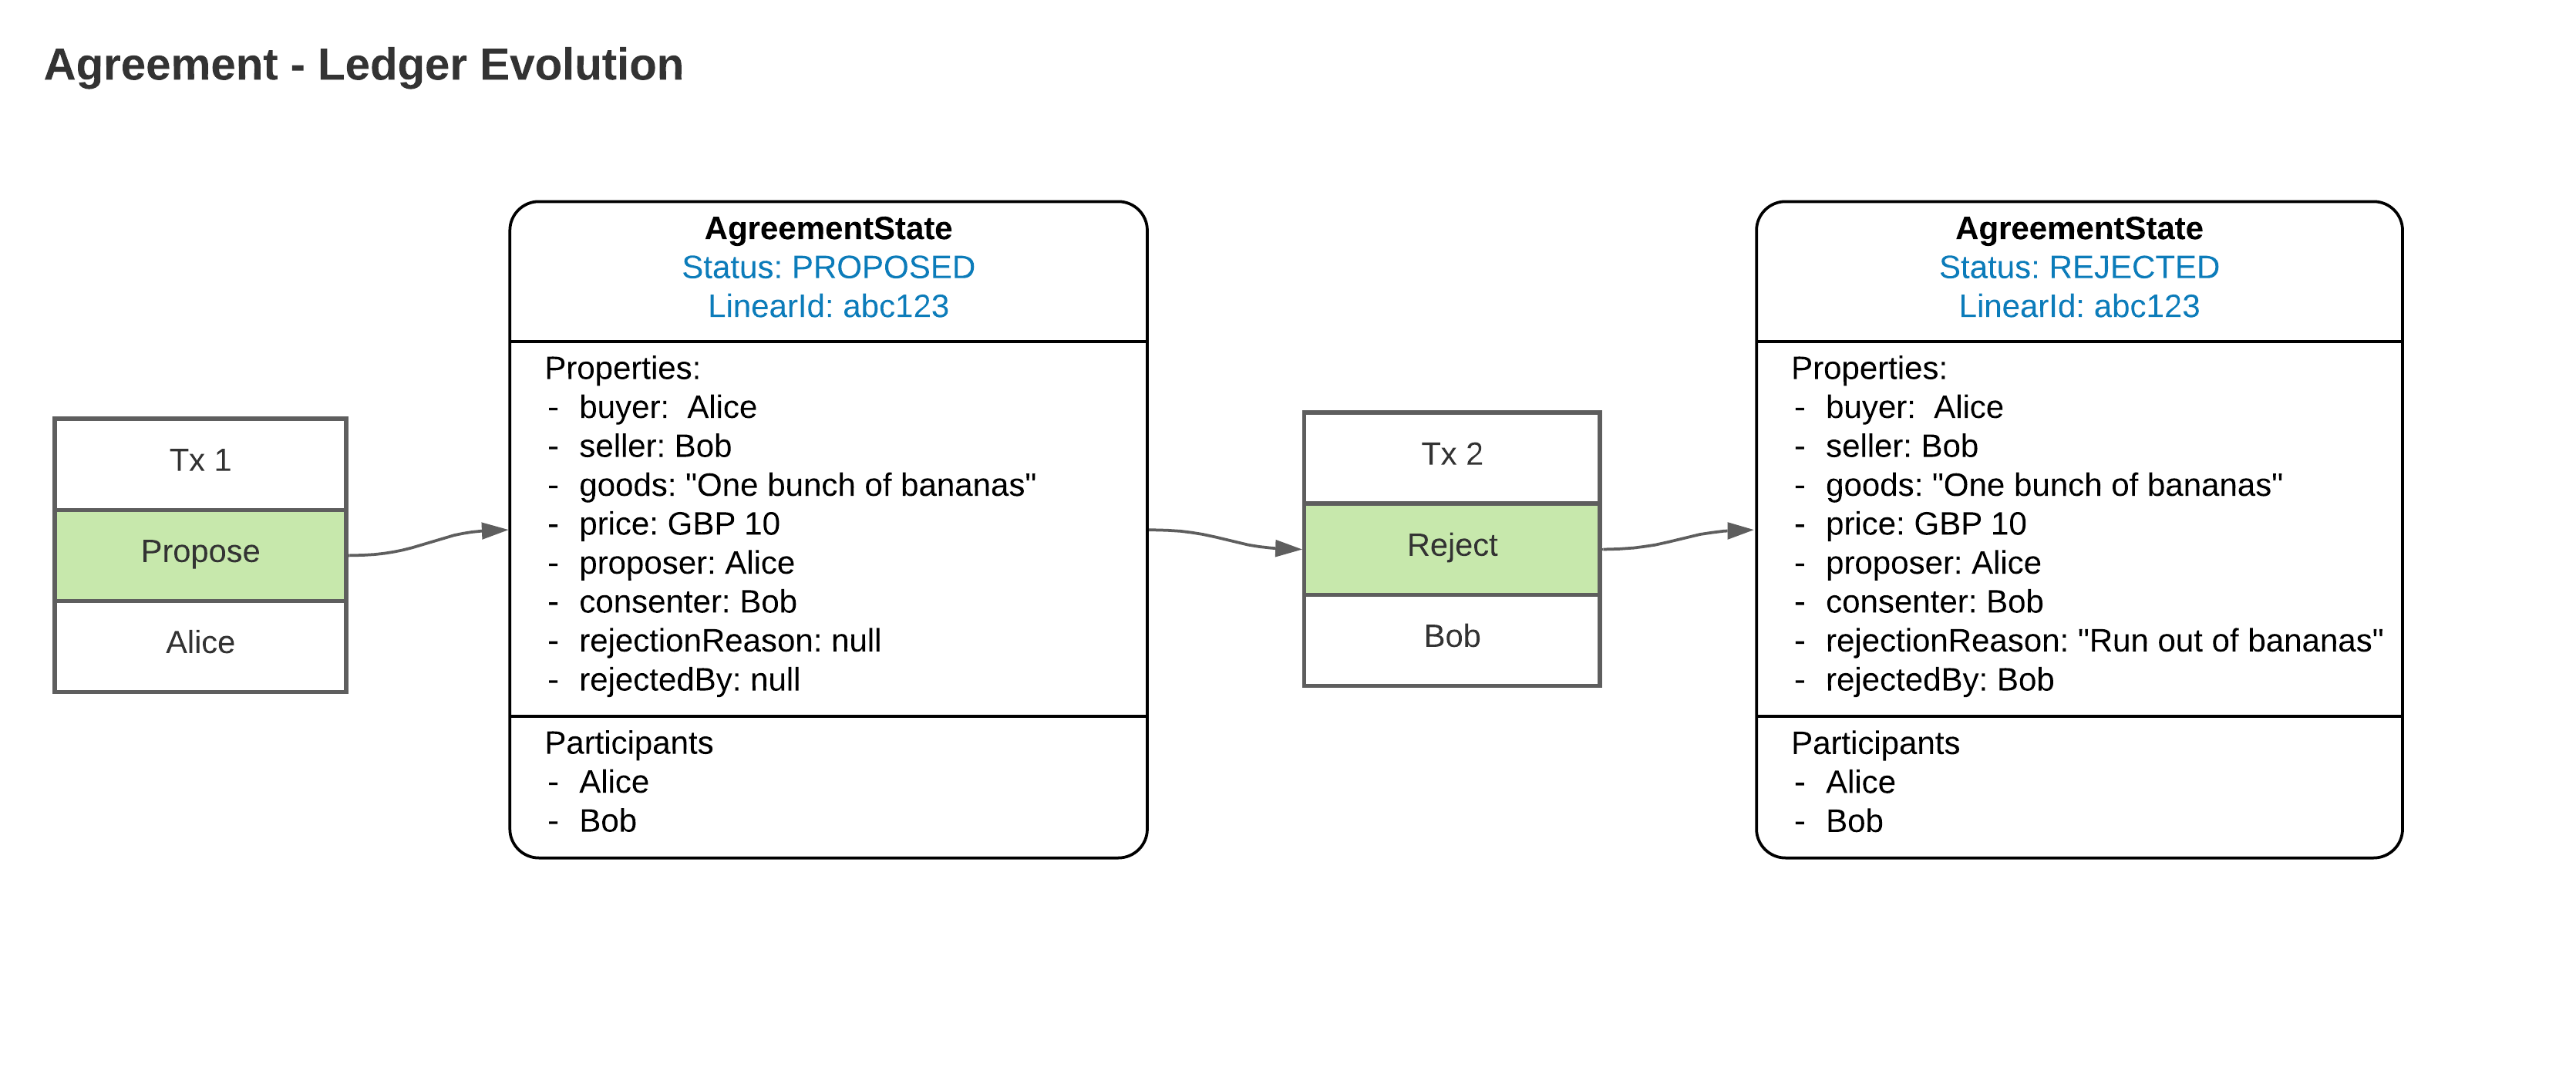 Agreement - Ledger Evolution
Tx 1
Propose
Alice
AgreementState
Status: PROPOSED
LinearId: abc123
Properties:
- buyer:  Alice
- seller: Bob
- goods: "One bunch of bananas"
- price: GBP 10
- proposer: Alice
- consenter: Bob
- rejectionReason: null
- rejectedBy: null
Participants
- Alice
- Bob
Tx 2
Reject
Bob
AgreementState
Status: REJECTED
LinearId: abc123
Properties:
- buyer:  Alice
- seller: Bob
- goods: "One bunch of bananas"
- price: GBP 10
- proposer: Alice
- consenter: Bob
- rejectionReason: "Run out of bananas"
- rejectedBy: Bob
Participants
- Alice
- Bob